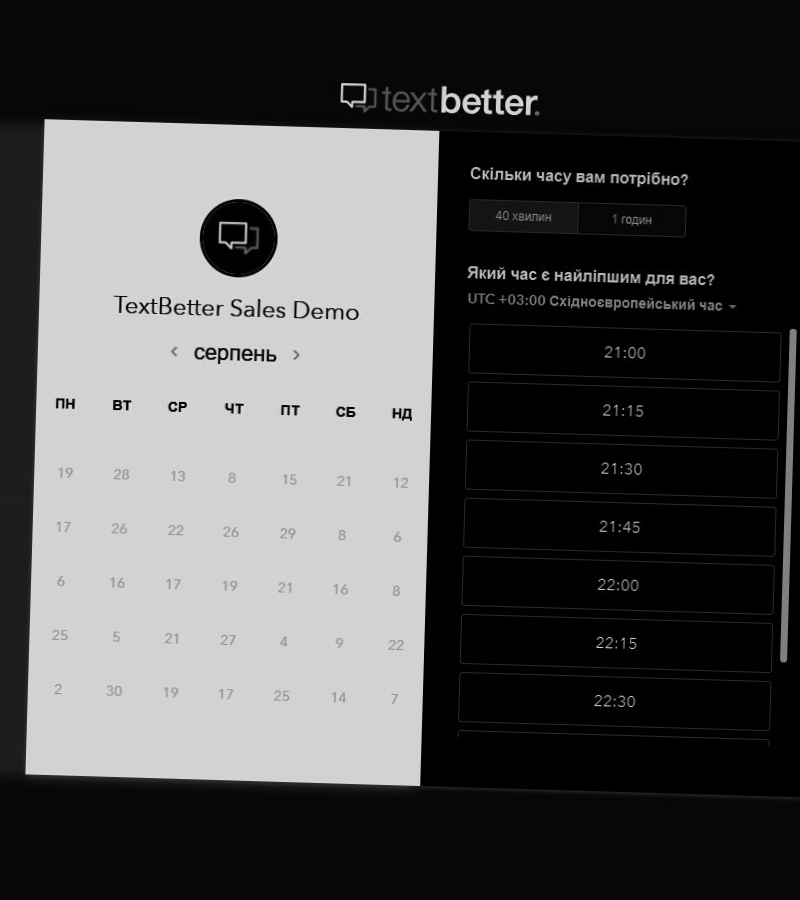 textbetter.
TextBetter Sales Demo
серпень
ПН ВТ СР ЧТ ПТ СБ НД
19 28 13 8 15 21 12
17 26 22 26 29 8 6
6 16 17 19 21 16 8
25 5 21 27 4 9 22
2 30 19 17 25 14 7
Скільки часу вам потрібно?
40 хвилин
1 годин
Який час є найліпшим для вас?
UTC +03:00 Східноєвропейський час
21:00
21:15
21:30
21:45
22:00
22:15
22:30